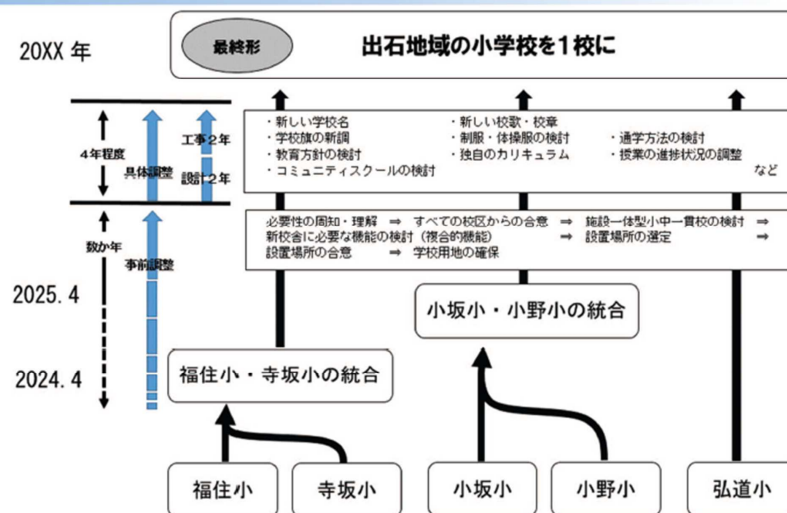 20XX 年
最終形
出石地域の小学校を1校に
4年程度
具体調整
工事2年
設計2年
・新しい学校名
・新しい校歌・校章
・学校旗の新調
・制服・体操服の検討
・通学方法の検討
・教育方針の検討
・独自のカリキュラム
・授業の進捗状況の調整
・コミュニティスクールの検討
など
数か年
事前調整
必要性の周知・理解 ⇒ すべての校区からの合意 ⇒ 施設一体型小中一貫校の検討 ⇒
新校舎に必要な機能の検討（複合的機能） ⇒ 設置場所の選定 ⇒
設置場所の合意 ⇒ 学校用地の確保
2025. 4
小坂小・小野小の統合
2024. 4
福住小・寺坂小の統合
福住小
寺坂小
小坂小
小野小
弘道小